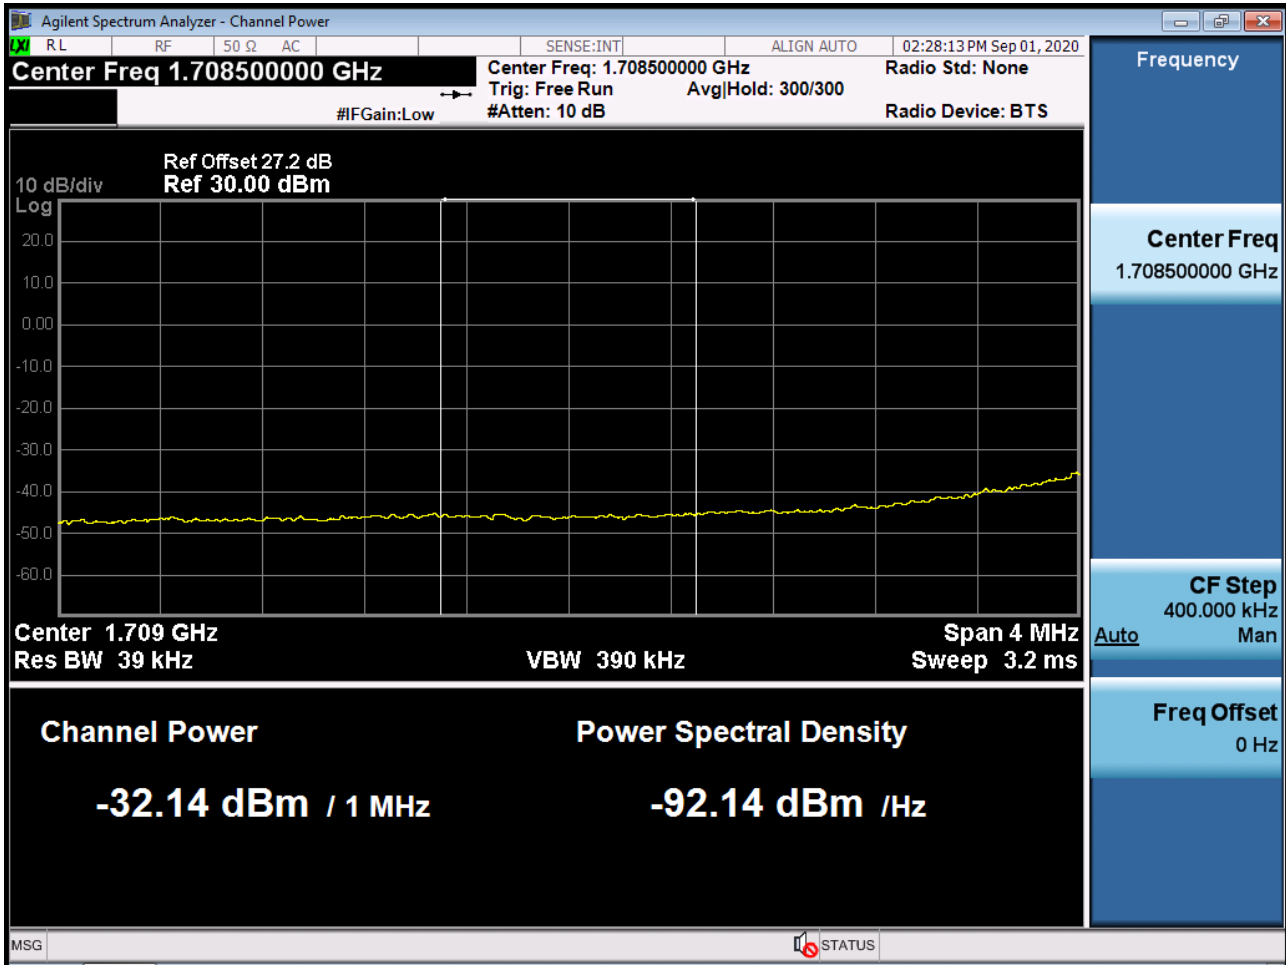 Agilent Spectrum Analyzer - Channel Power
LXI RL RF 50 Ω AC SENSE:INT ALIGN AUTO 02:28:13 PM Sep 01, 2020
Center Freq 1.708500000 GHz
Center Freq: 1.708500000 GHz Radio Std: None
Trig: Free Run Avg|Hold: 300/300
#IFGain:Low #Atten: 10 dB Radio Device: BTS
Ref Offset 27.2 dB
10 dB/div Ref 30.00 dBm
Log
20.0
10.0
0.00
-10.0
-20.0
-30.0
-40.0
-50.0
-60.0
Center 1.709 GHz Span 4 MHz
Res BW 39 kHz VBW 390 kHz Sweep 3.2 ms
Channel Power Power Spectral Density
-32.14 dBm / 1 MHz -92.14 dBm /Hz
MSG STATUS
Frequency
Center Freq
1.708500000 GHz
CF Step
400.000 kHz
Auto Man
Freq Offset
0 Hz